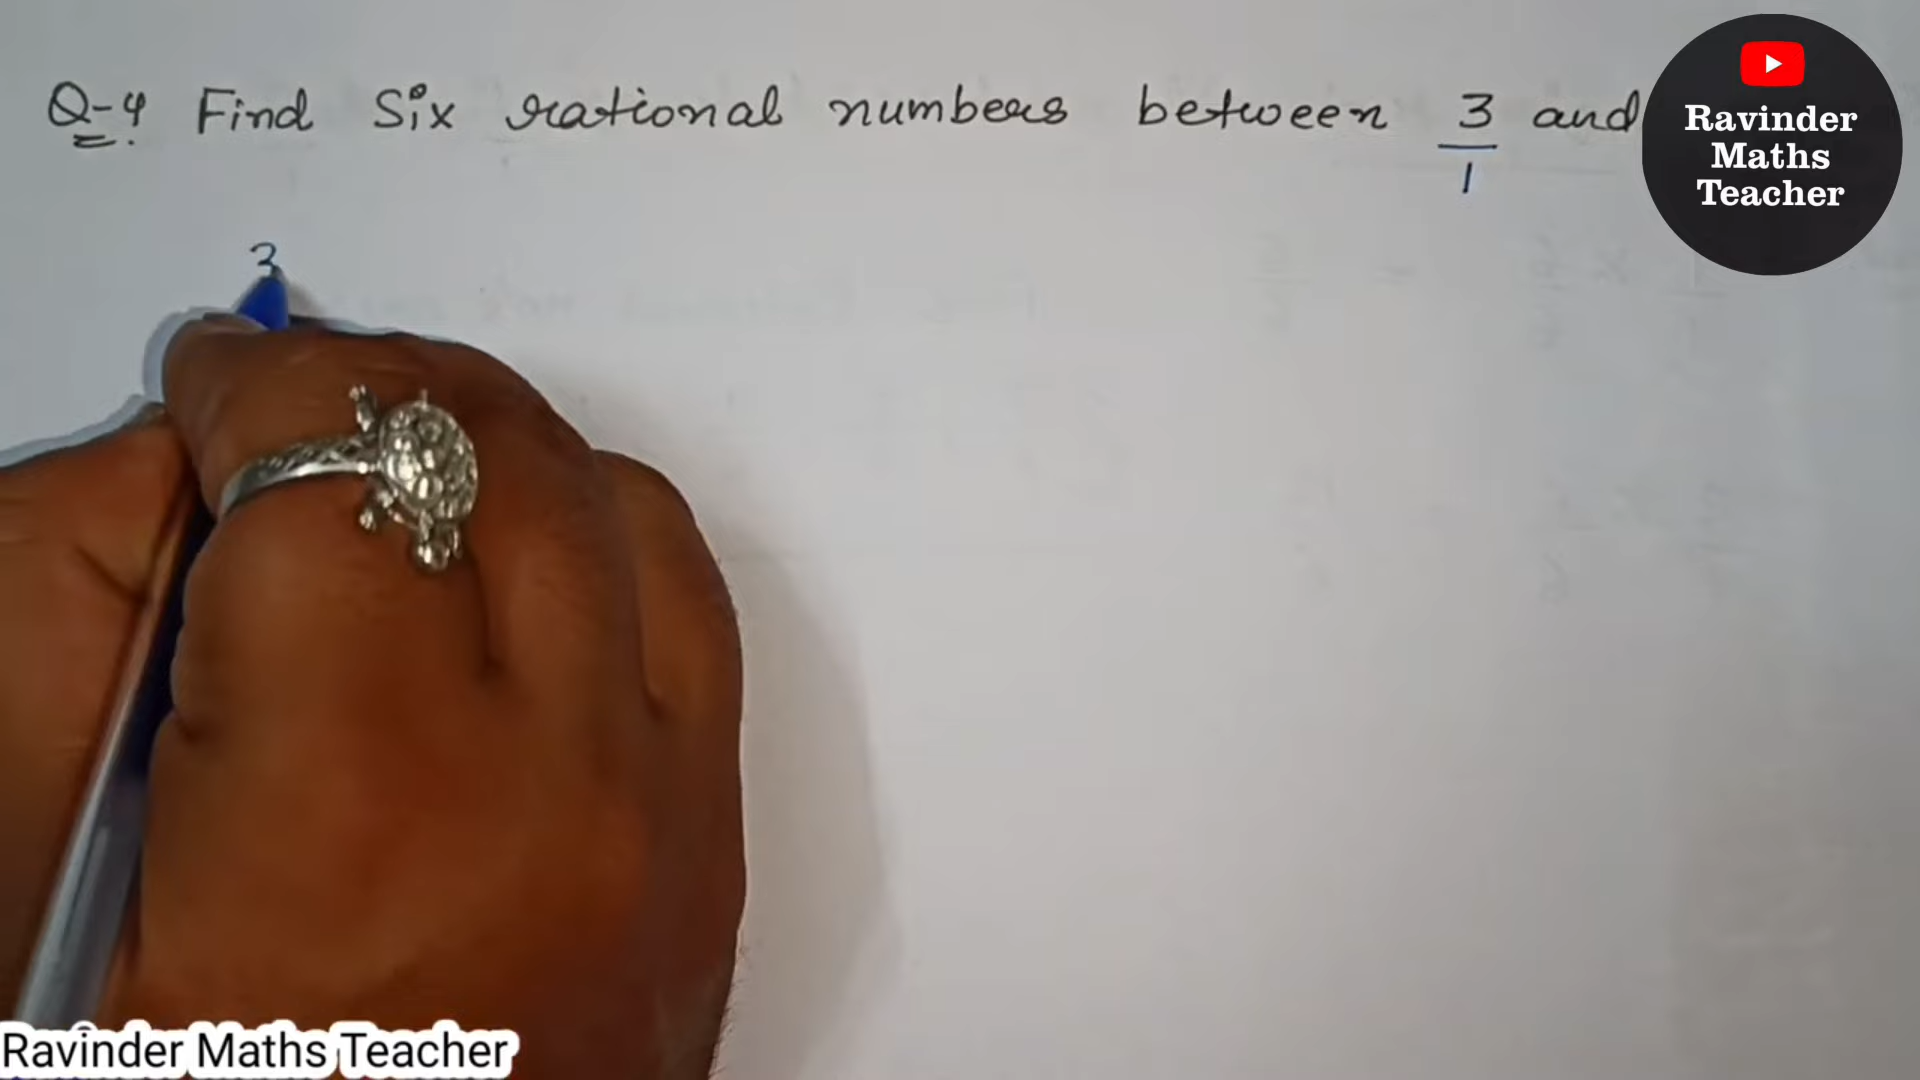 Q-4 Find Six rational numbers between 3/1 and
3
Ravinder
Maths
Teacher
Ravinder Maths Teacher